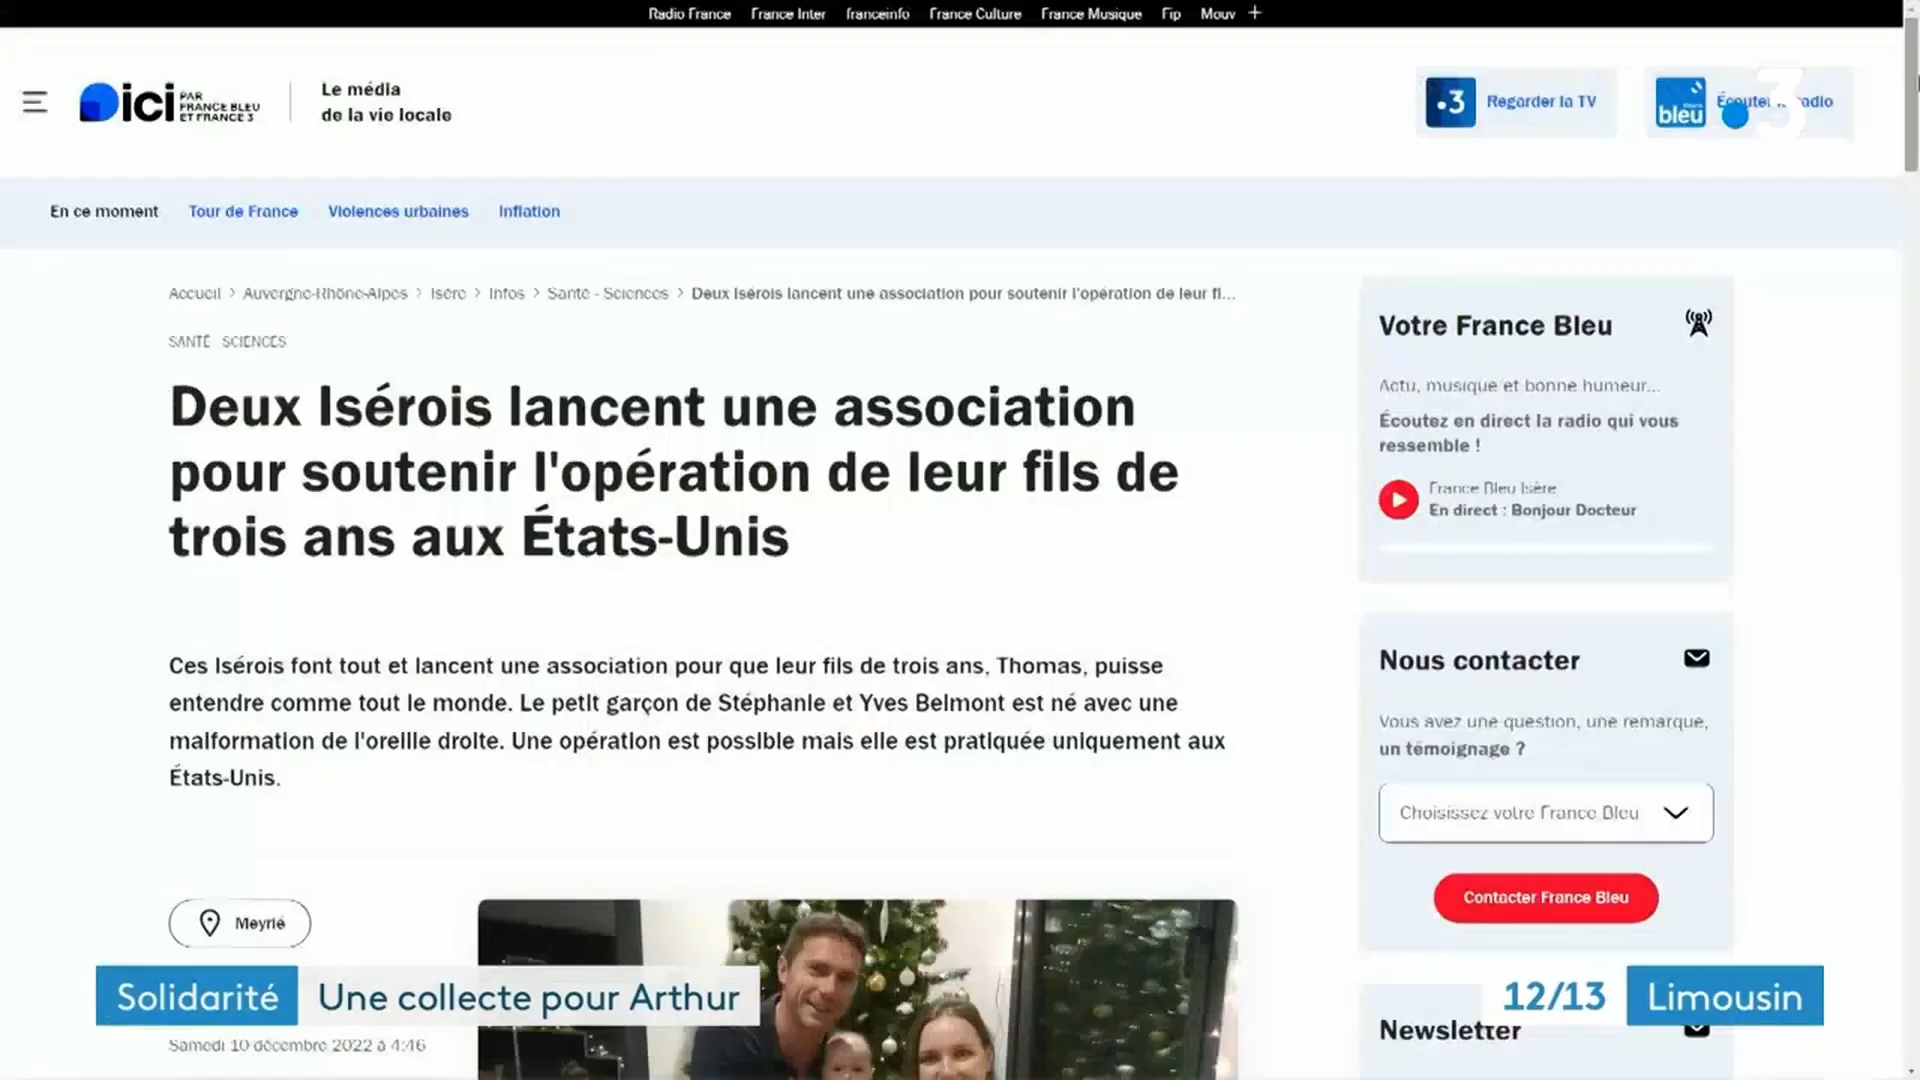 Radio France France Inter franceinfo France Culture France Musique Fip Mouv
ici PAR FRANCE BLEU ET FRANCE 3
Le média
de la vie locale
.3 Regarder la TV
bleu
3
En ce moment Tour de France Violences urbaines Inflation
Accueil > Auvergne-Rhône-Alpes > Isère > Infos > Santé - Sciences > Deux Isérois lancent une association pour soutenir l'opération de leur fi...
SANTÉ SCIENCES
Deux Isérois lancent une association
pour soutenir l'opération de leur fils de
trois ans aux États-Unis
Ces Isérois font tout et lancent une association pour que leur fils de trois ans, Thomas, puisse
entendre comme tout le monde. Le petit garçon de Stéphanie et Yves Belmont est né avec une
malformation de l'oreille droite. Une opération est possible mais elle est pratiquée uniquement aux
États-Unis.
Meyrié
Samedi 10 décembre 2022 à 4:46
Votre France Bleu
Actu, musique et bonne humeur...
Écoutez en direct la radio qui vous
ressemble !
France Bleu Isère
En direct : Bonjour Docteur
Nous contacter
Vous avez une question, une remarque,
un témoignage ?
Choisissez votre France Bleu
Contacter France Bleu
Newsletter
Solidarité Une collecte pour Arthur
12/13 Limousin